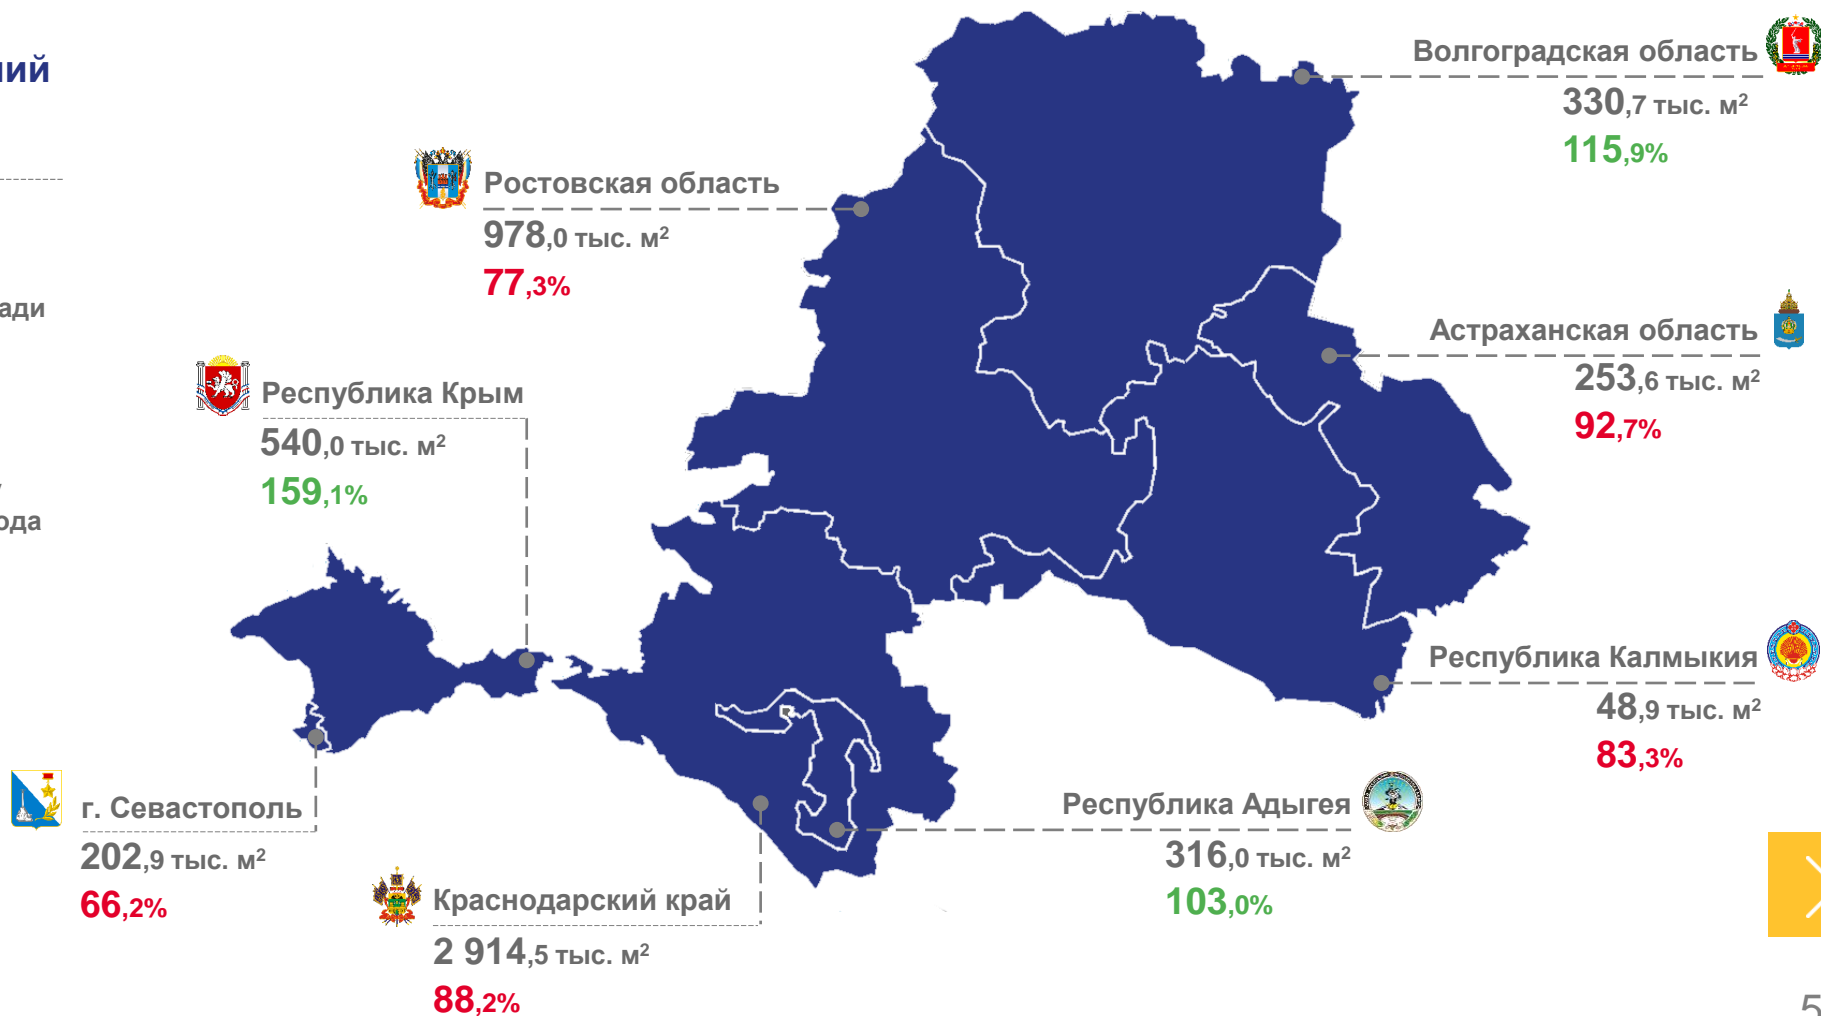 Волгоградская область
330,7 тыс. м²
115,9%
Ростовская область
978,0 тыс. м²
77,3%
Астраханская область
253,6 тыс. м²
92,7%
Республика Крым
540,0 тыс. м²
159,1%
Республика Калмыкия
48,9 тыс. м²
83,3%
г. Севастополь
202,9 тыс. м²
66,2%
Республика Адыгея
316,0 тыс. м²
103,0%
Краснодарский край
2 914,5 тыс. м²
88,2%
5